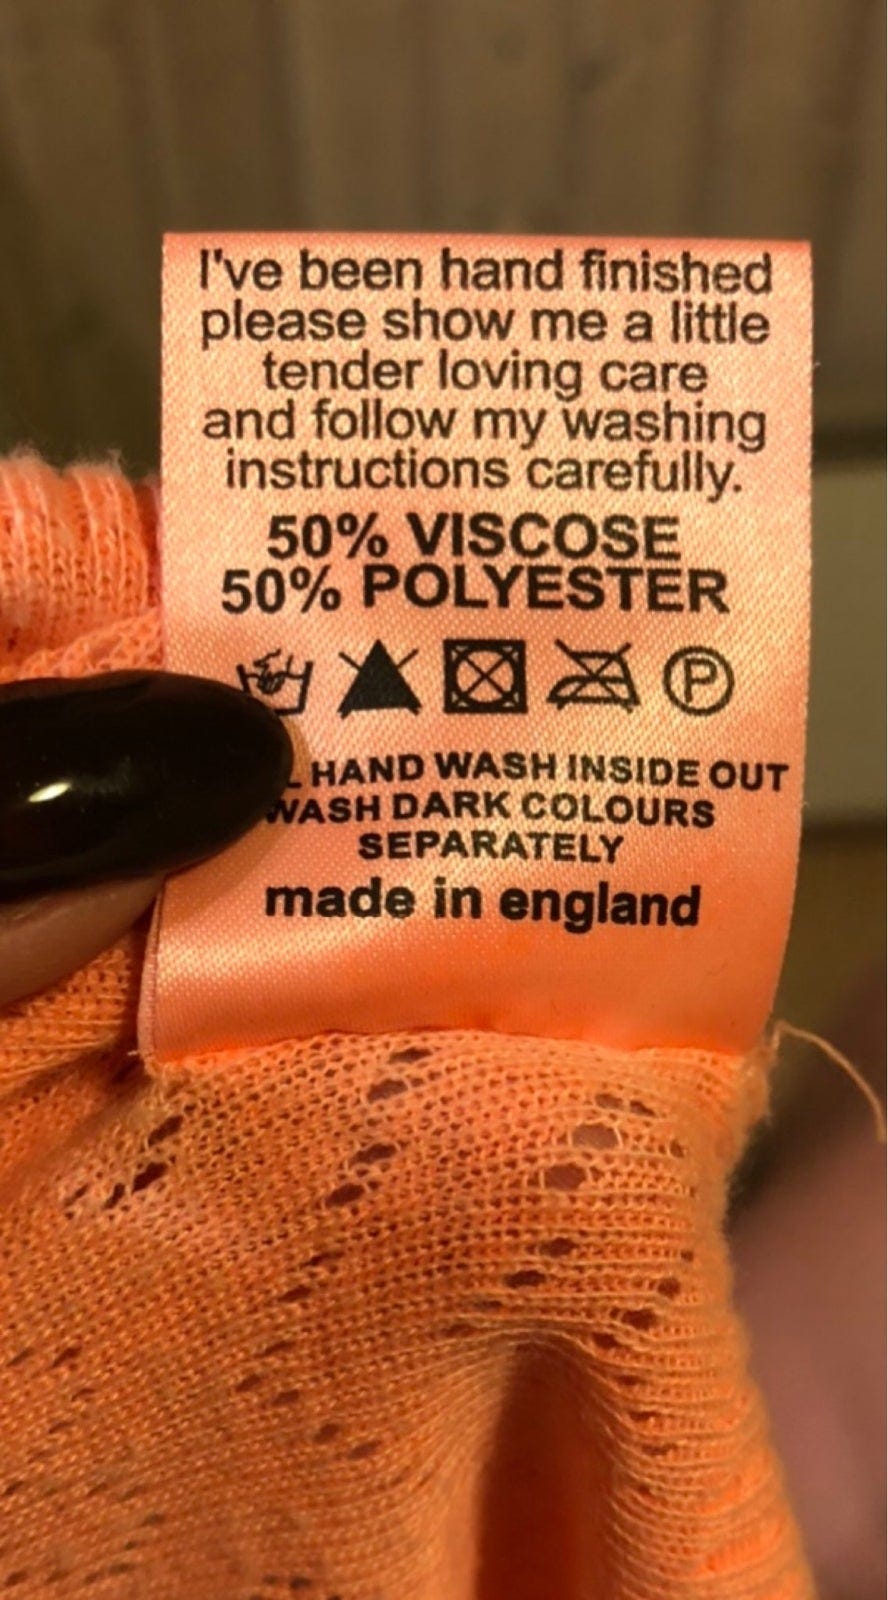 I've been hand finished
please show me a little
tender loving care
and follow my washing
instructions carefully.
50% VISCOSE
50% POLYESTER
P
HAND WASH INSIDE OUT
WASH DARK COLOURS
SEPARATELY
made in england